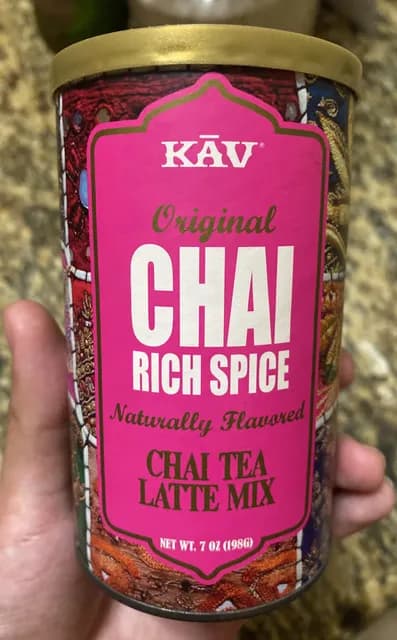 KĀV®
Original
CHAI
RICH SPICE
Naturally Flavored
CHAI TEA
LATTE MIX
NET WT. 7 OZ (198G)